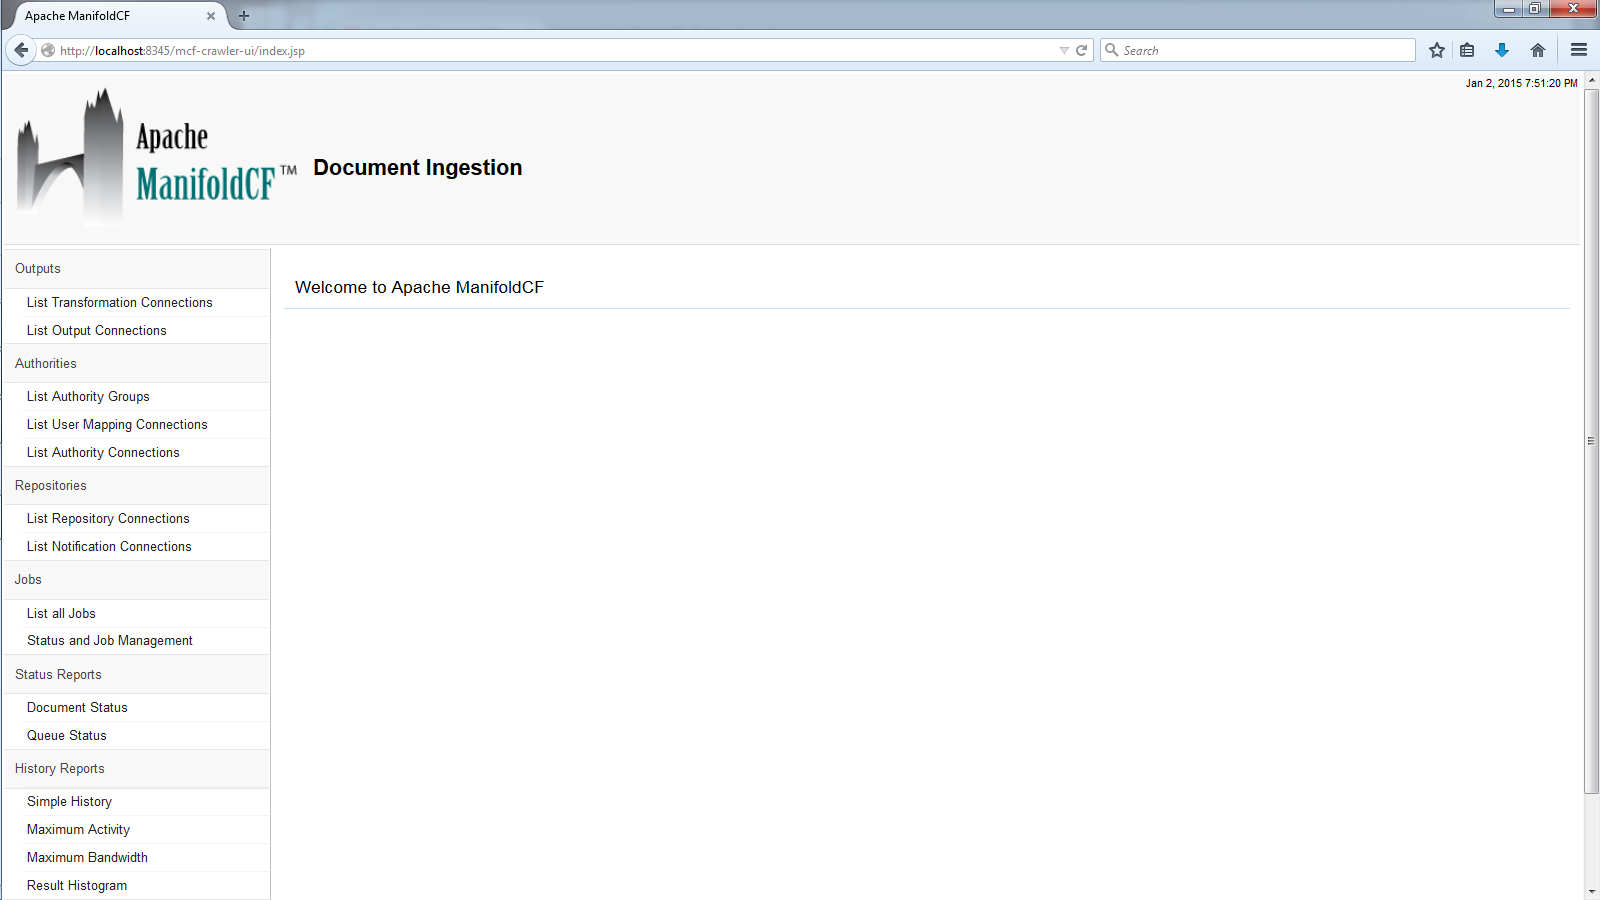 Apache ManifoldCF
http://localhost:8345/mcf-crawler-ui/index.jsp
Search
Jan 2, 2015 7:51:20 PM
Apache
ManifoldCF™
Document Ingestion
Outputs
List Transformation Connections
List Output Connections
Authorities
List Authority Groups
List User Mapping Connections
List Authority Connections
Repositories
List Repository Connections
List Notification Connections
Jobs
List all Jobs
Status and Job Management
Status Reports
Document Status
Queue Status
History Reports
Simple History
Maximum Activity
Maximum Bandwidth
Result Histogram
Welcome to Apache ManifoldCF